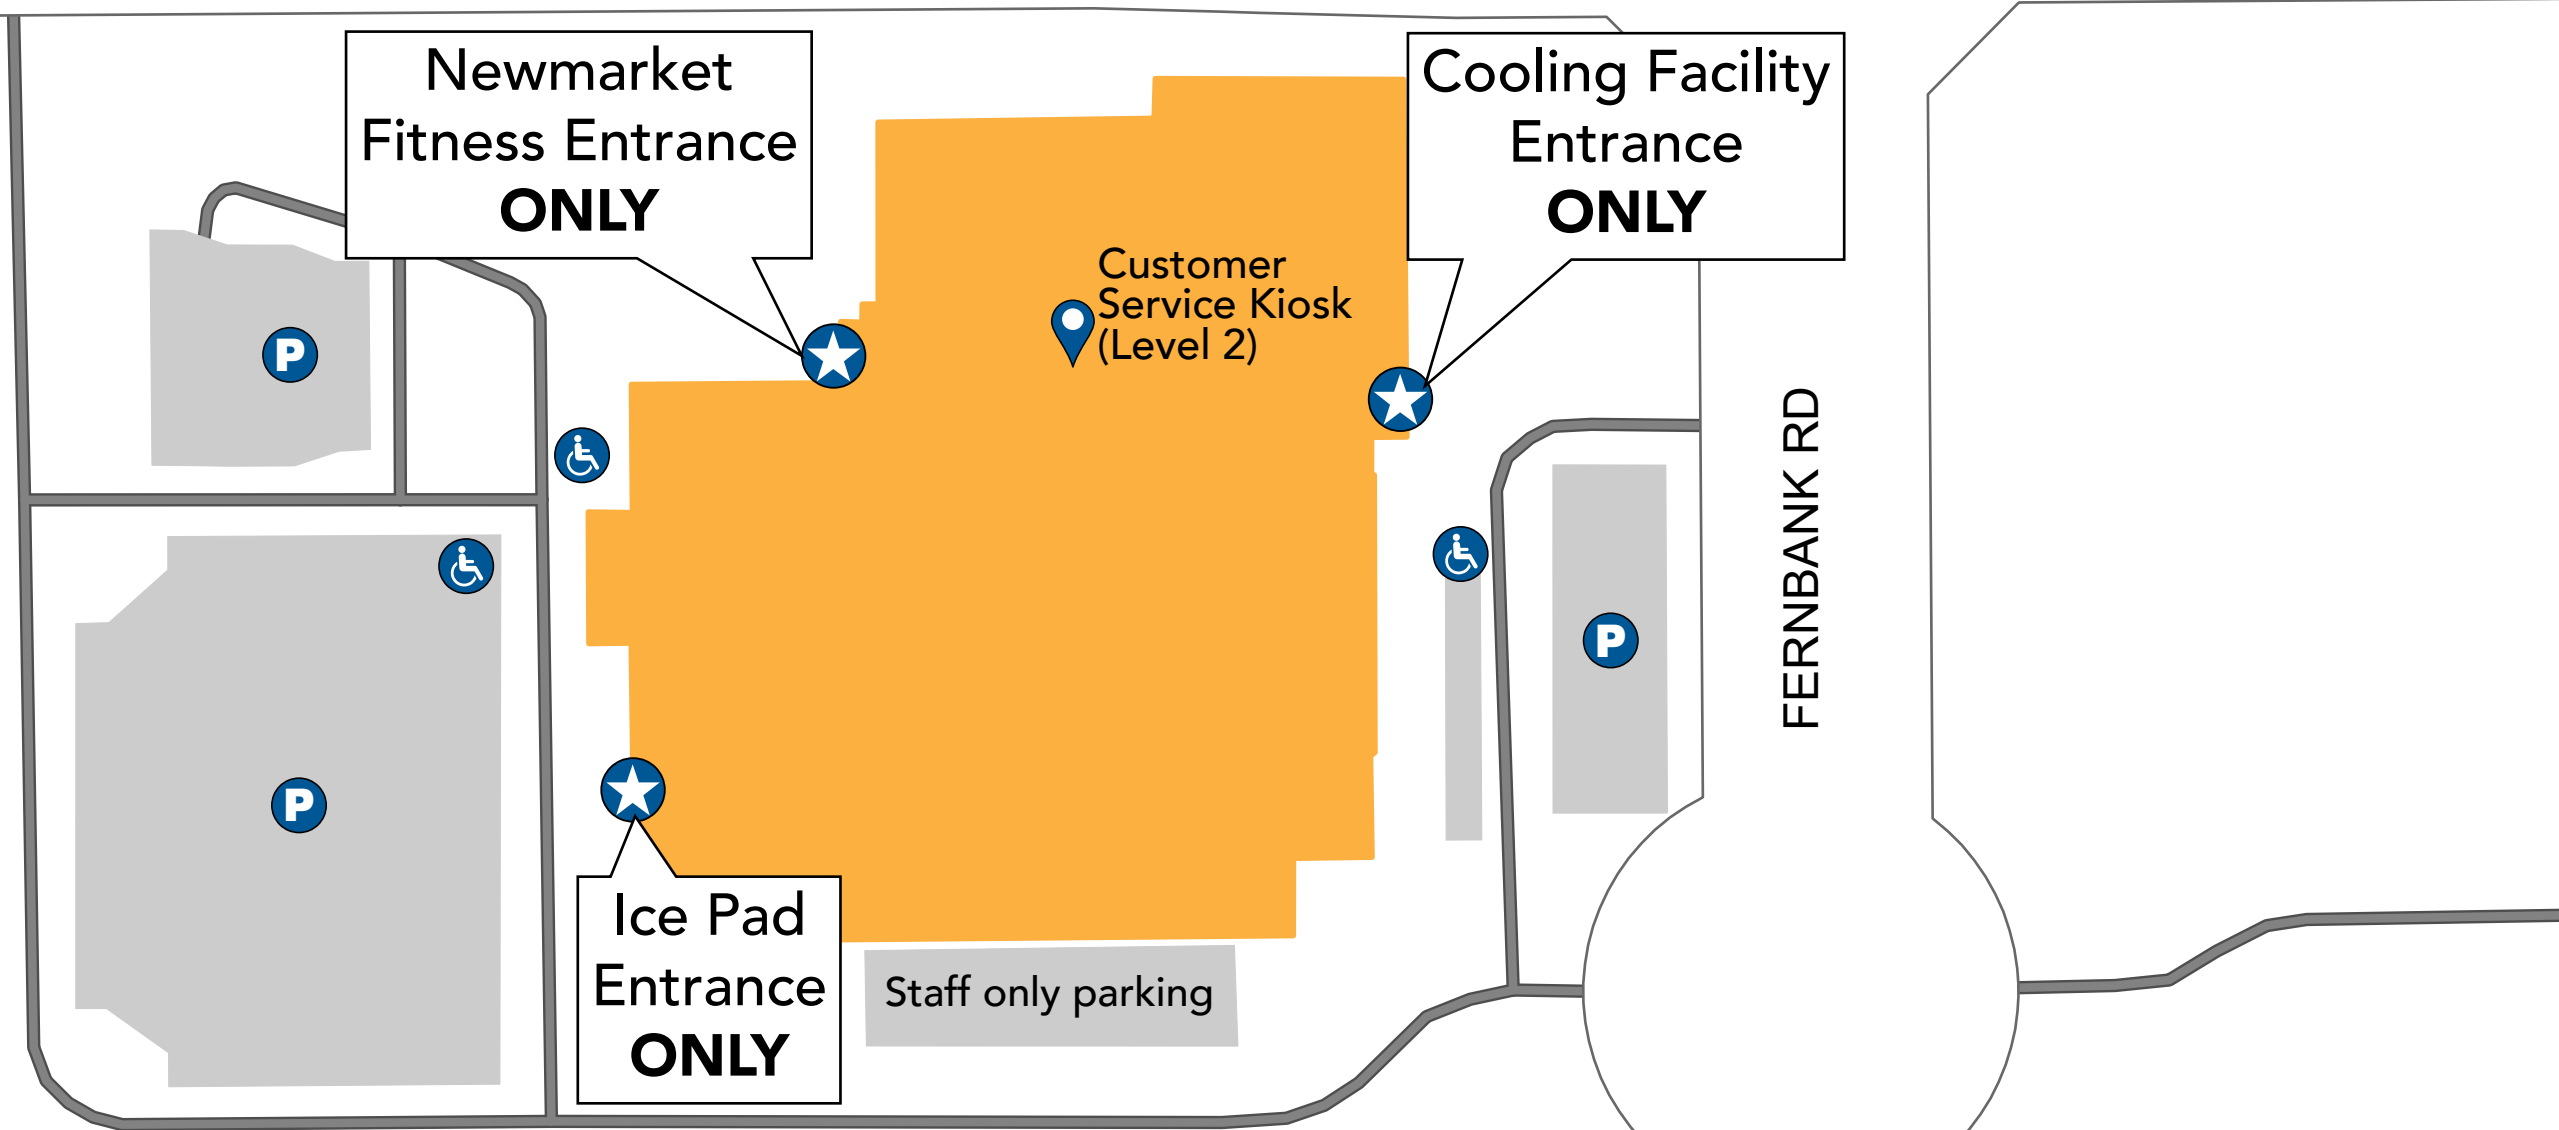 Newmarket
Fitness Entrance
ONLY
Cooling Facility
Entrance
ONLY
Customer
Service Kiosk
(Level 2)
P
P
P
FERNBANK RD
Ice Pad
Entrance
ONLY
Staff only parking